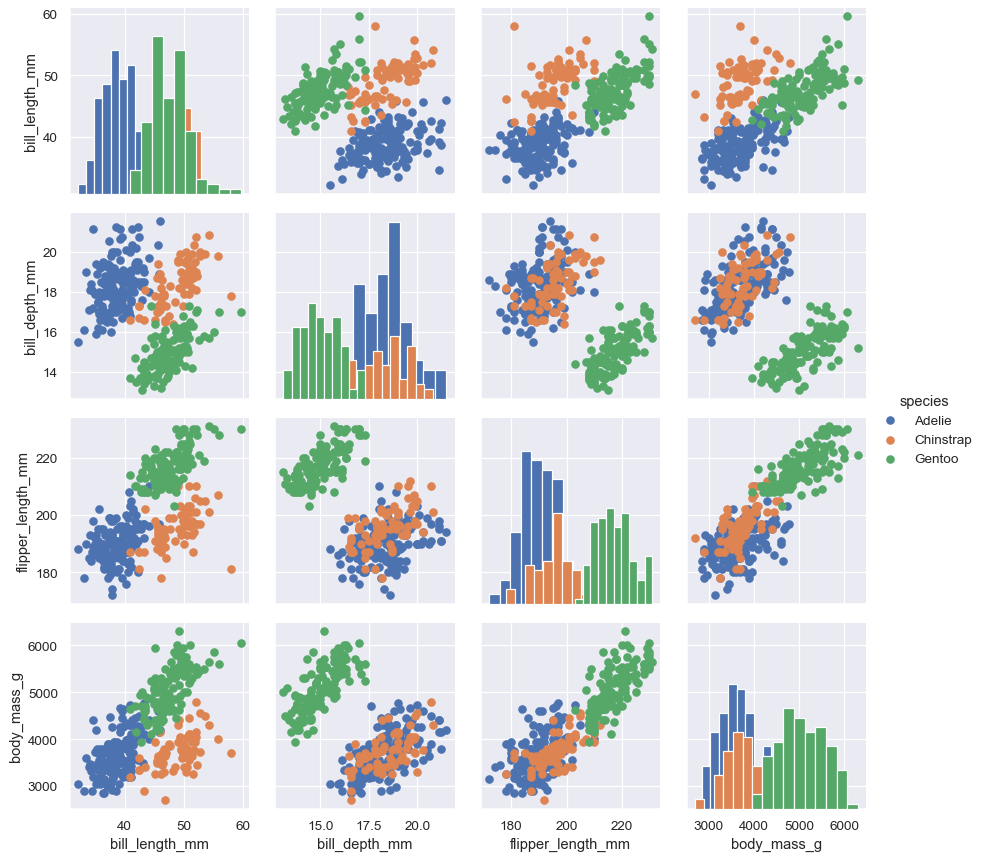 60
50
40
bill_length_mm
20
18
16
14
bill_depth_mm
220
200
180
flipper_length_mm
6000
5000
4000
3000
body_mass_g
40 50 60
bill_length_mm
15.0 17.5 20.0
bill_depth_mm
180 200 220
flipper_length_mm
3000 4000 5000 6000
body_mass_g
species
Adelie
Chinstrap
Gentoo